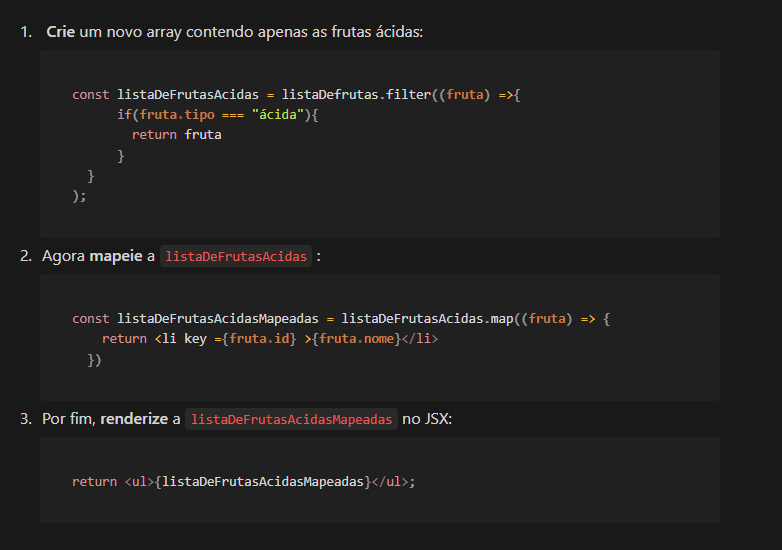 1. Crie um novo array contendo apenas as frutas ácidas:
const listaDeFrutasAcidas = listaDefrutas.filter((fruta) =>{
if(fruta.tipo === "ácida"){
return fruta
}
}
);
2. Agora mapeie a listaDeFrutasAcidas :
const listaDeFrutasAcidasMapeadas = listaDeFrutasAcidas.map((fruta) => {
return <li key ={fruta.id} >{fruta.nome}</li>
})
3. Por fim, renderize a listaDeFrutasAcidasMapeadas no JSX:
return <ul>{listaDeFrutasAcidasMapeadas}</ul>;